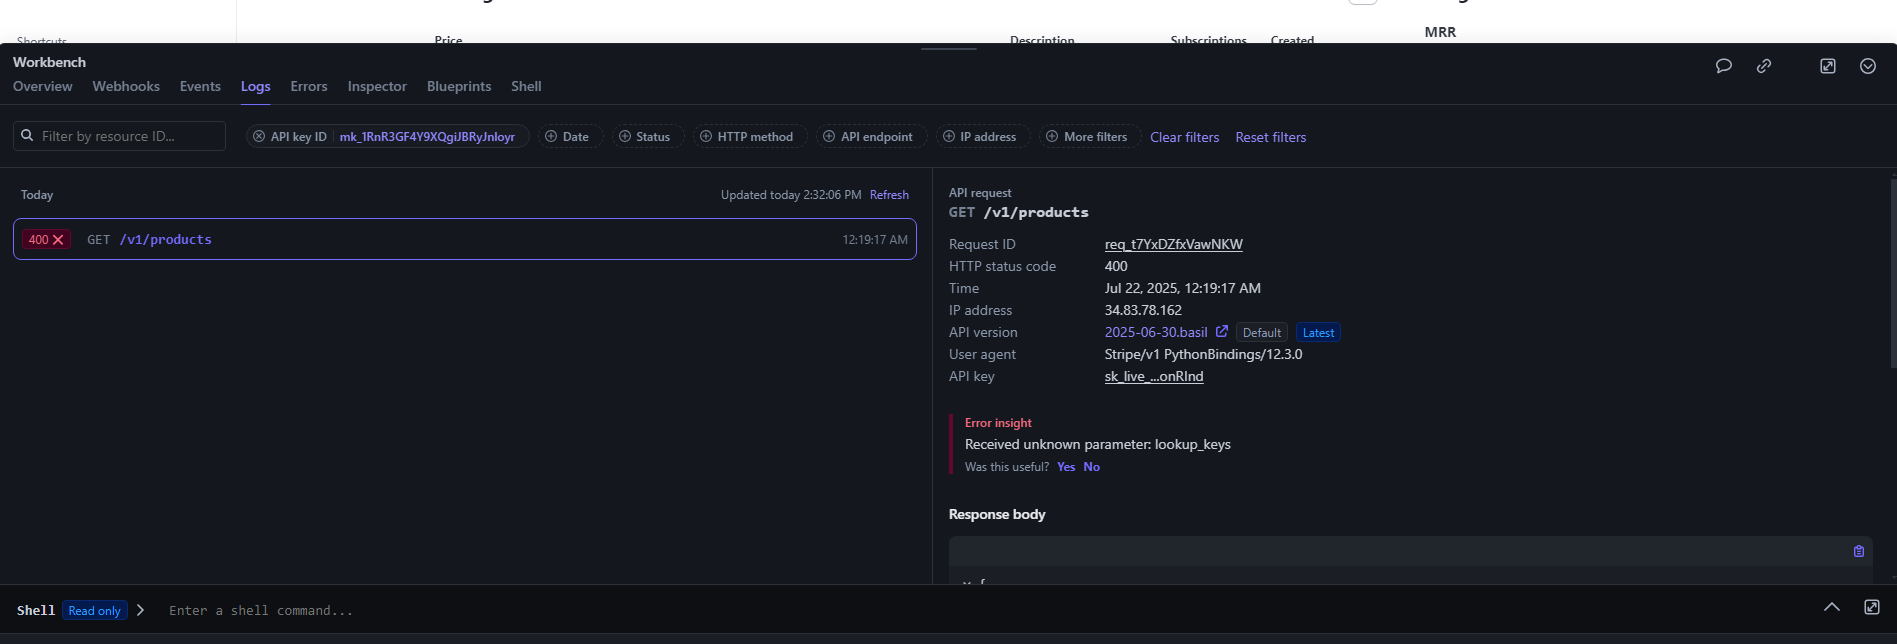 Shortcuts
Price
Description
Subscriptions
Created
MRR
Workbench
Overview Webhooks Events Logs Errors Inspector Blueprints Shell
Filter by resource ID...
API key ID mk_1RnR3GF4Y9XQgiJBRyJnloyr
Date
Status
HTTP method
API endpoint
IP address
More filters
Clear filters
Reset filters
Today
Updated today 2:32:06 PM Refresh
400 GET /v1/products 12:19:17 AM
API request
GET /v1/products
Request ID req_t7YxDZfxVawNKW
HTTP status code 400
Time Jul 22, 2025, 12:19:17 AM
IP address 34.83.78.162
API version 2025-06-30.basil Default Latest
User agent Stripe/v1 PythonBindings/12.3.0
API key sk_live_...onRInd
Error insight
Received unknown parameter: lookup_keys
Was this useful? Yes No
Response body
{
Shell Read only Enter a shell command...